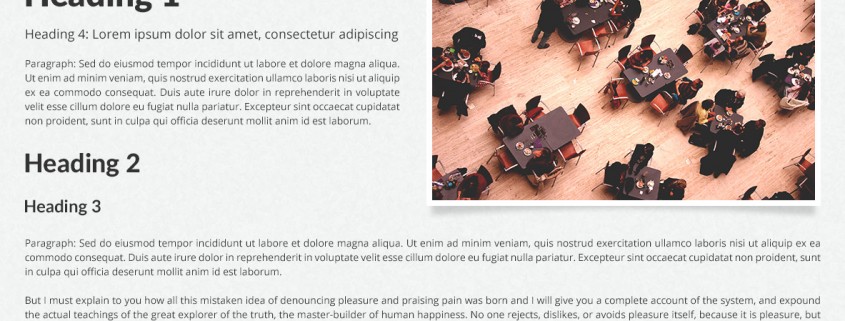 Heading 1
Heading 4: Lorem ipsum dolor sit amet, consectetur adipiscing
Paragraph: Sed do eiusmod tempor incididunt ut labore et dolore magna aliqua.
Ut enim ad minim veniam, quis nostrud exercitation ullamco laboris nisi ut aliquip
ex ea commodo consequat. Duis aute irure dolor in reprehenderit in voluptate
velit esse cillum dolore eu fugiat nulla pariatur. Excepteur sint occaecat cupidatat
non proident, sunt in culpa qui officia deserunt mollit anim id est laborum.
Heading 2
Heading 3
Paragraph: Sed do eiusmod tempor incididunt ut labore et dolore magna aliqua. Ut enim ad minim veniam, quis nostrud exercitation ullamco laboris nisi ut aliquip ex ea
commodo consequat. Duis aute irure dolor in reprehenderit in voluptate velit esse cillum dolore eu fugiat nulla pariatur. Excepteur sint occaecat cupidatat non proident, sunt
in culpa qui officia deserunt mollit anim id est laborum.
But I must explain to you how all this mistaken idea of denouncing pleasure and praising pain was born and I will give you a complete account of the system, and expound
the actual teachings of the great explorer of the truth, the master-builder of human happiness. No one rejects, dislikes, or avoids pleasure itself, because it is pleasure, but